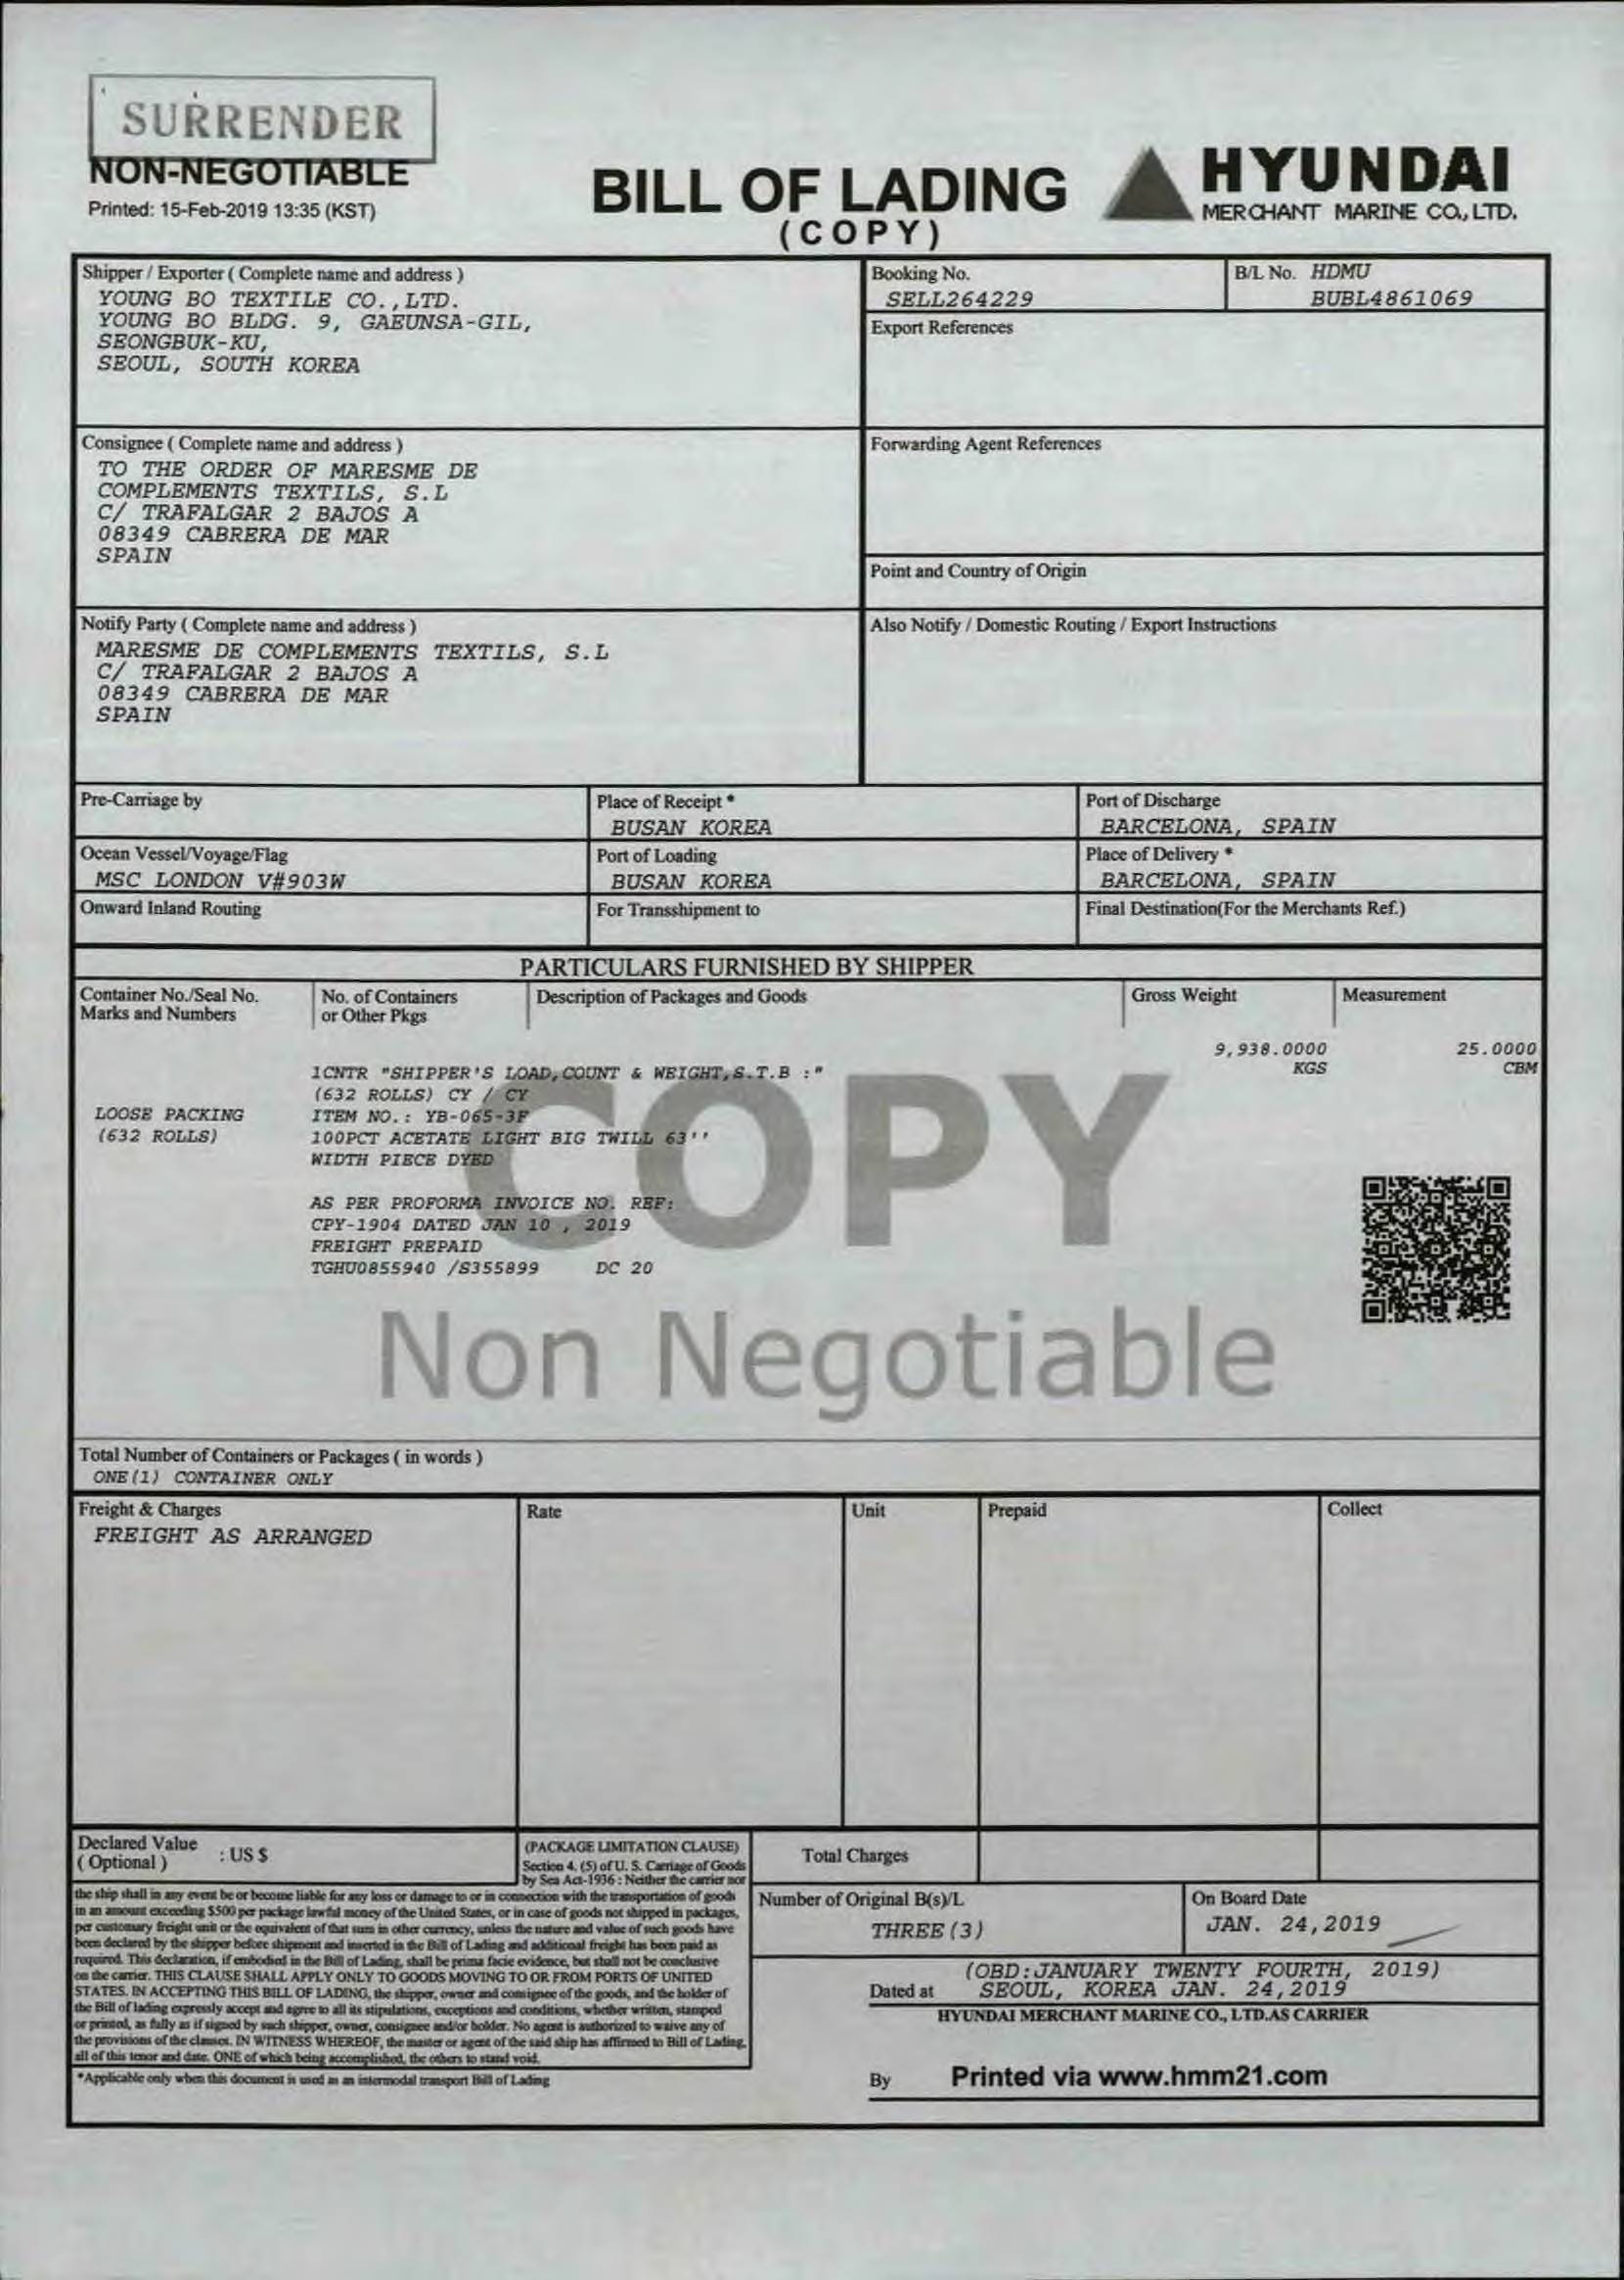 SURRENDER
NON-NEGOTIABLE
Printed: 15-Feb-2019 13:35 (KST)
BILL OF LADING
(COPY)
HYUNDAI
MERCHANT MARINE CO., LTD.
Shipper / Exporter ( Complete name and address )
YOUNG BO TEXTILE CO.,LTD.
YOUNG BO BLDG. 9, GAEUNSA-GIL,
SEONGBUK-KU,
SEOUL, SOUTH KOREA
Booking No.
SELL264229
B/L No. HDMU
BUBL4861069
Export References
Consignee ( Complete name and address )
TO THE ORDER OF MARESME DE
COMPLEMENTS TEXTILS, S.L
C/ TRAFALGAR 2 BAJOS A
08349 CABRERA DE MAR
SPAIN
Forwarding Agent References
Point and Country of Origin
Notify Party ( Complete name and address )
MARESME DE COMPLEMENTS TEXTILS, S.L
C/ TRAFALGAR 2 BAJOS A
08349 CABRERA DE MAR
SPAIN
Also Notify / Domestic Routing / Export Instructions
Pre-Carriage by
Place of Receipt *
BUSAN KOREA
Port of Discharge
BARCELONA, SPAIN
Ocean Vessel/Voyage/Flag
MSC LONDON V#903W
Port of Loading
BUSAN KOREA
Place of Delivery *
BARCELONA, SPAIN
Onward Inland Routing
For Transshipment to
Final Destination(For the Merchants Ref.)
PARTICULARS FURNISHED BY SHIPPER
Container No./Seal No.
Marks and Numbers
No. of Containers
or Other Pkgs
Description of Packages and Goods
Gross Weight
Measurement
9,938.0000
KGS
25.0000
CBM
1CNTR "SHIPPER'S LOAD,COUNT & WEIGHT,S.T.B :"
(632 ROLLS) CY / CY
LOOSE PACKING
(632 ROLLS)
ITEM NO.: YB-065-3F
100PCT ACETATE LIGHT BIG TWILL 63''
WIDTH PIECE DYED
AS PER PROFORMA INVOICE NO. REF:
CPY-1904 DATED JAN 10 , 2019
FREIGHT PREPAID
TGHU0855940 /S355899 DC 20
COPY
Non Negotiable
Total Number of Containers or Packages ( in words )
ONE(1) CONTAINER ONLY
Freight & Charges
FREIGHT AS ARRANGED
Rate
Unit
Prepaid
Collect
Declared Value
( Optional )
: US $
(PACKAGE LIMITATION CLAUSE)
Section 4. (5) of U. S. Carriage of Goods
by Sea Act-1936 : Neither the carrier nor
the ship shall in any event be or become liable for any loss or damage to or in connection with the transportation of goods
in an amount exceeding $500 per package lawful money of the United States, or in case of goods not shipped in packages,
per customary freight unit or the equivalent of that sum in other currency, unless the nature and value of such goods have
been declared by the shipper before shipment and inserted in the Bill of Lading and additional freight has been paid as
required. This declaration, if embodied in the Bill of Lading, shall be prima facie evidence, but shall not be conclusive
on the carrier. THIS CLAUSE SHALL APPLY ONLY TO GOODS MOVING TO OR FROM PORTS OF UNITED
STATES. IN ACCEPTING THIS BILL OF LADING, the shipper, owner and consignee of the goods, and the holder of
the Bill of lading expressly accept and agree to all its stipulations, exceptions and conditions, whether written, stamped
or printed, as fully as if signed by such shipper, owner, consignee and/or holder. No agent is authorized to waive any of
the provisions of the clauses. IN WITNESS WHEREOF, the master or agent of the said ship has affirmed to Bill of Lading,
all of this tenor and date. ONE of which being accomplished, the others to stand void.
*Applicable only when this document is used as an intermodal transport Bill of Lading
Total Charges
Number of Original B(s)/L
THREE(3)
On Board Date
JAN. 24,2019
(OBD:JANUARY TWENTY FOURTH, 2019)
Dated at SEOUL, KOREA JAN. 24,2019
HYUNDAI MERCHANT MARINE CO., LTD.AS CARRIER
By Printed via www.hmm21.com